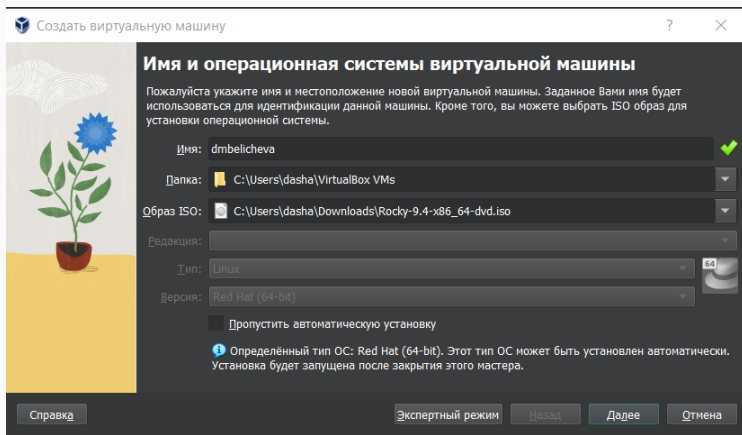 Создать виртуальную машину
?
Имя и операционная системы виртуальной машины
Пожалуйста укажите имя и местоположение новой виртуальной машины. Заданное Вами имя будет
использоваться для идентификации данной машины. Кроме того, вы можете выбрать ISO образ для
установки операционной системы.
Имя: dmbelicheva
Папка: C:\Users\dasha\VirtualBox VMs
Образ ISO: C:\Users\dasha\Downloads\Rocky-9.4-x86_64-dvd.iso
Редакция:
Тип: Linux
64
Версия: Red Hat (64-bit)
Пропустить автоматическую установку
Определённый тип ОС: Red Hat (64-bit). Этот тип ОС может быть установлен автоматически.
Установка будет запущена после закрытия этого мастера.
Справка Экспертный режим Назад Далее Отмена